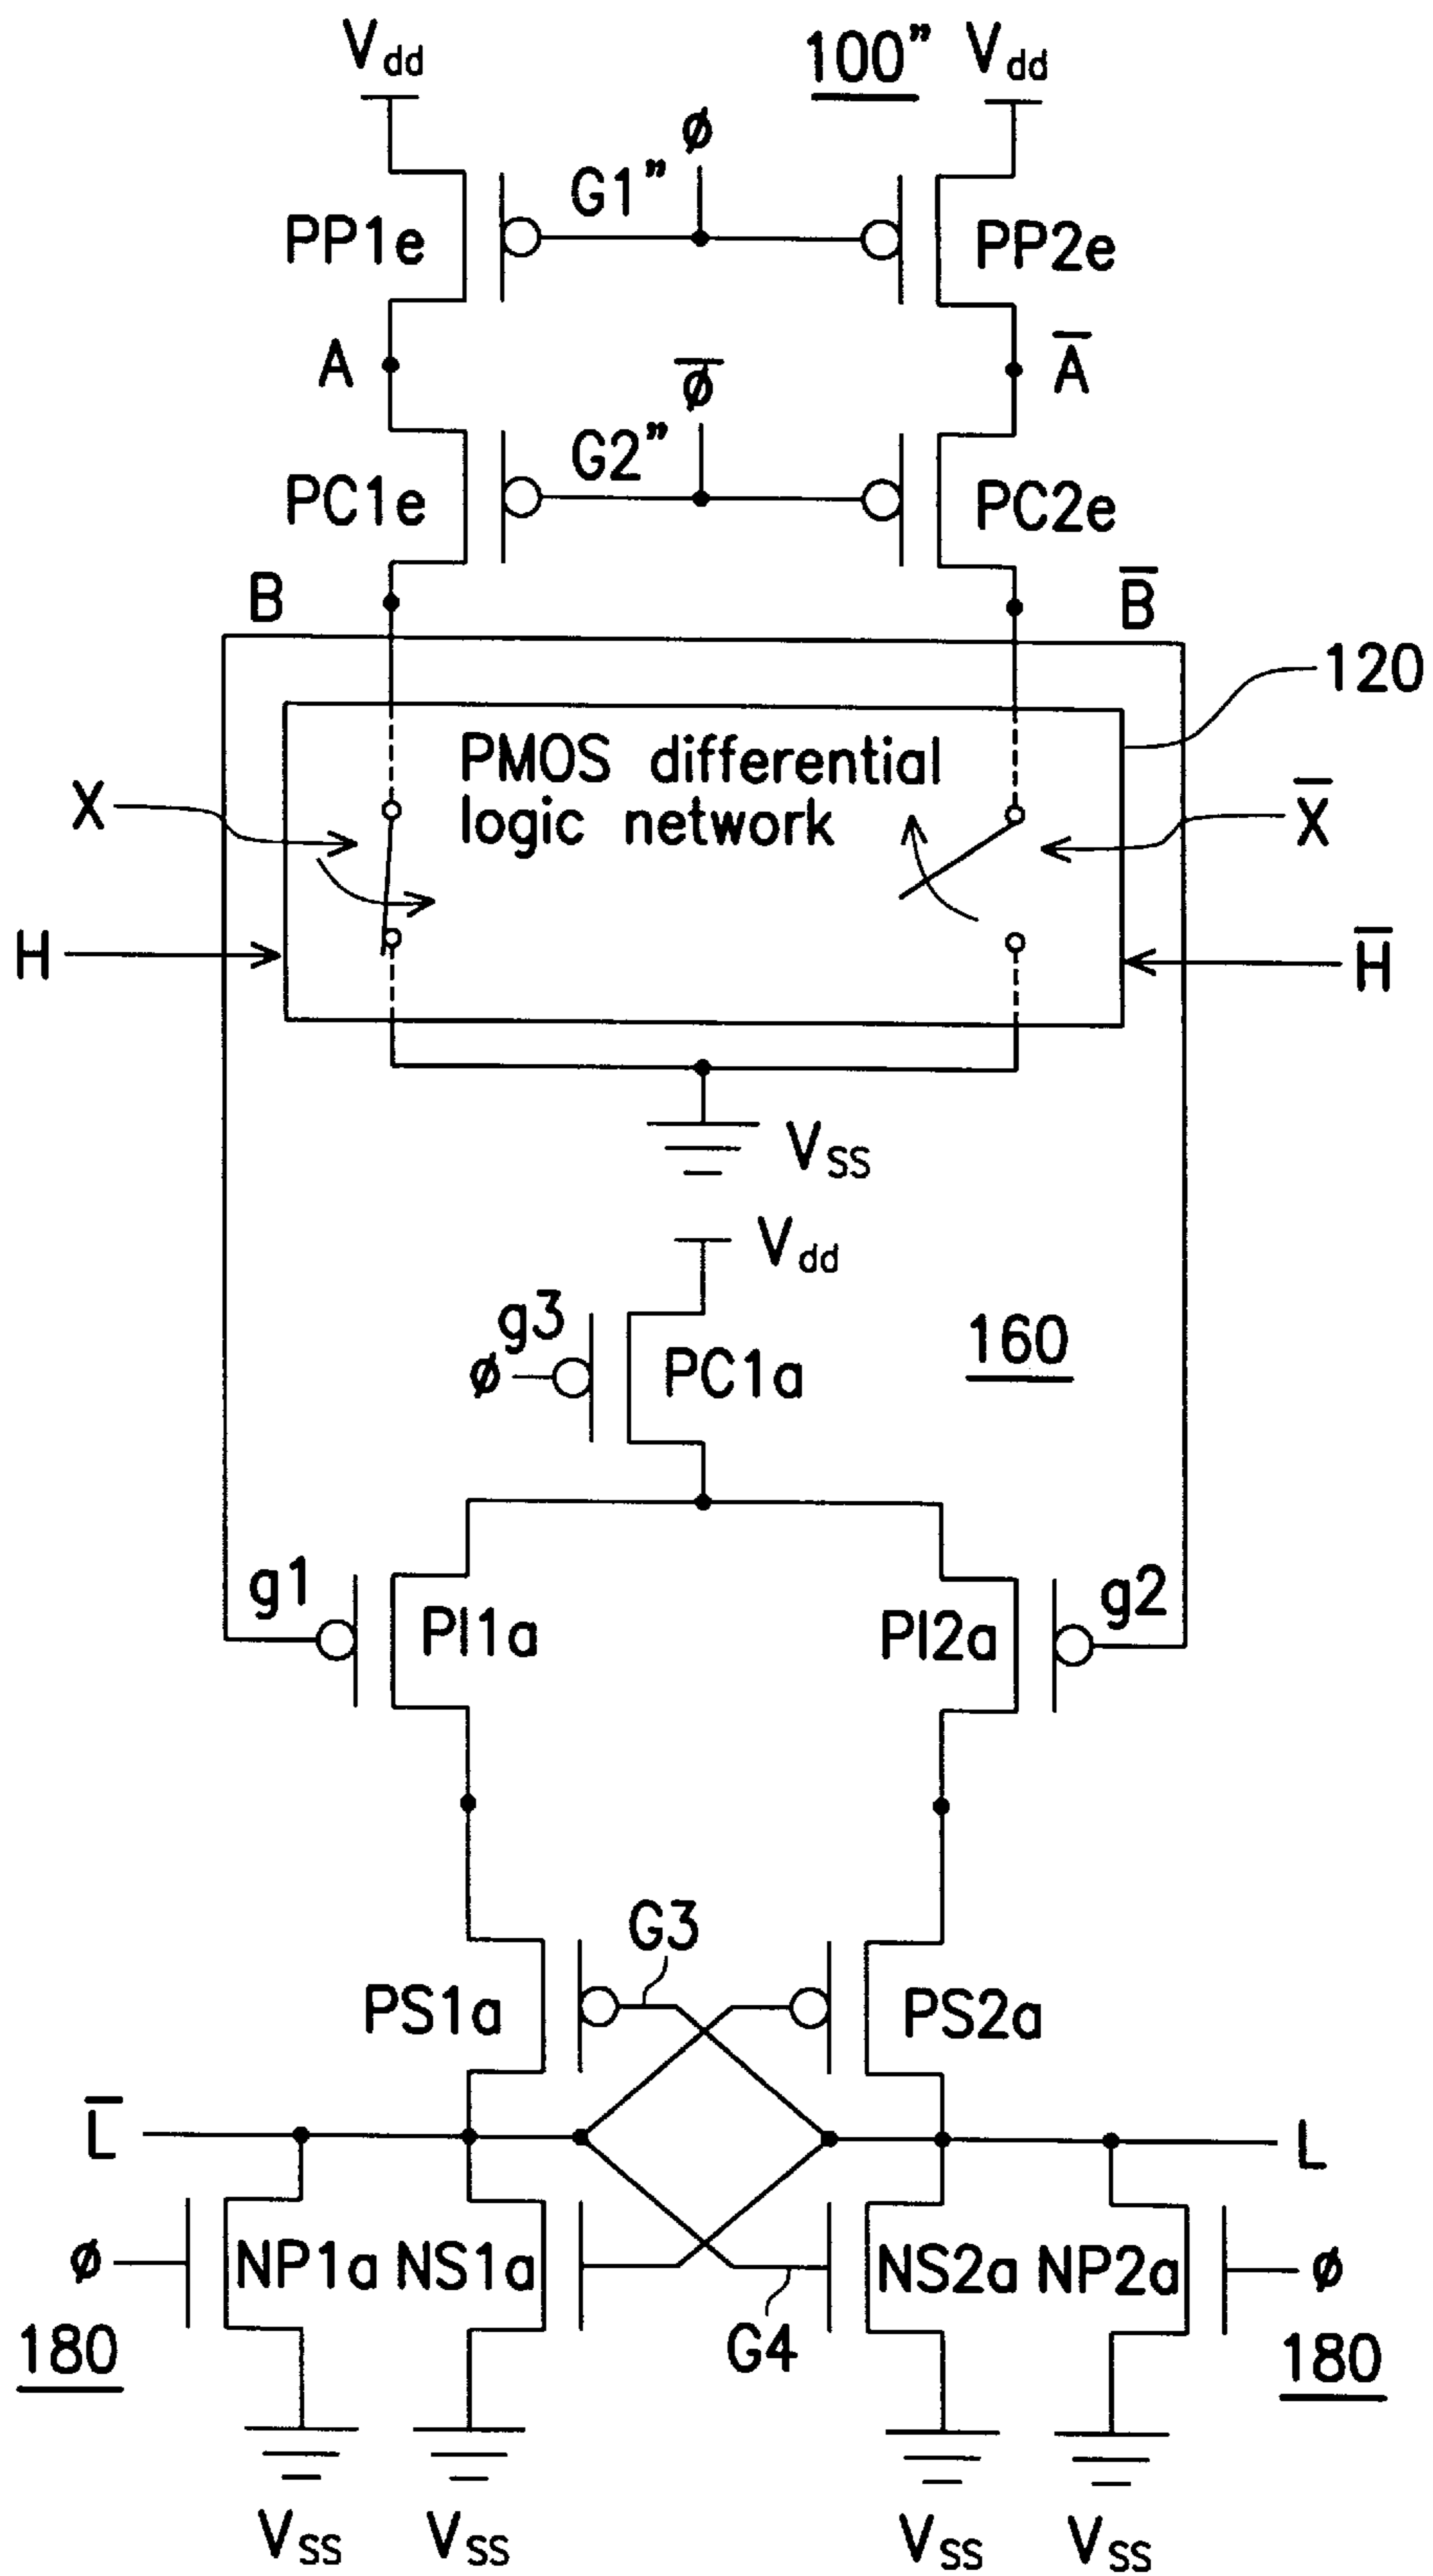 Vdd 100” Vdd
ϕ
G1”
PP1e PP2e
A A̅
ϕ̅
G2”
PC1e PC2e
B B̅
120
PMOS differential
logic network
X X̅
H H̅
VSS
Vdd
g3
ϕ PC1a 160
g1 PI1a PI2a g2
G3
PS1a PS2a
L̅ L
ϕ NP1a NS1a NS2a NP2a ϕ
180 G4 180
VSS VSS VSS VSS